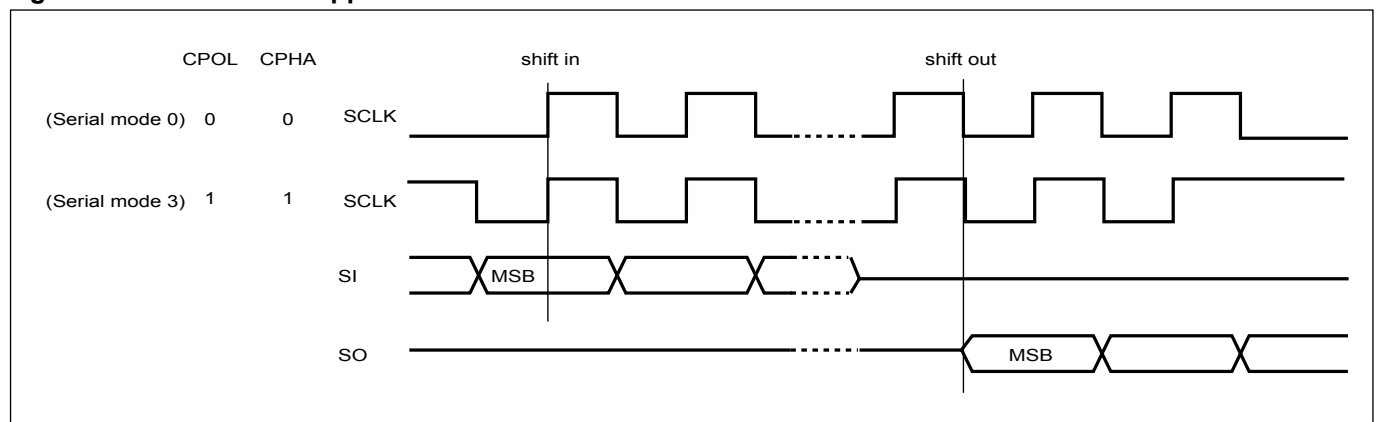 CPOL CPHA shift in shift out
(Serial mode 0) 0 0 SCLK
(Serial mode 3) 1 1 SCLK
SI MSB
SO MSB